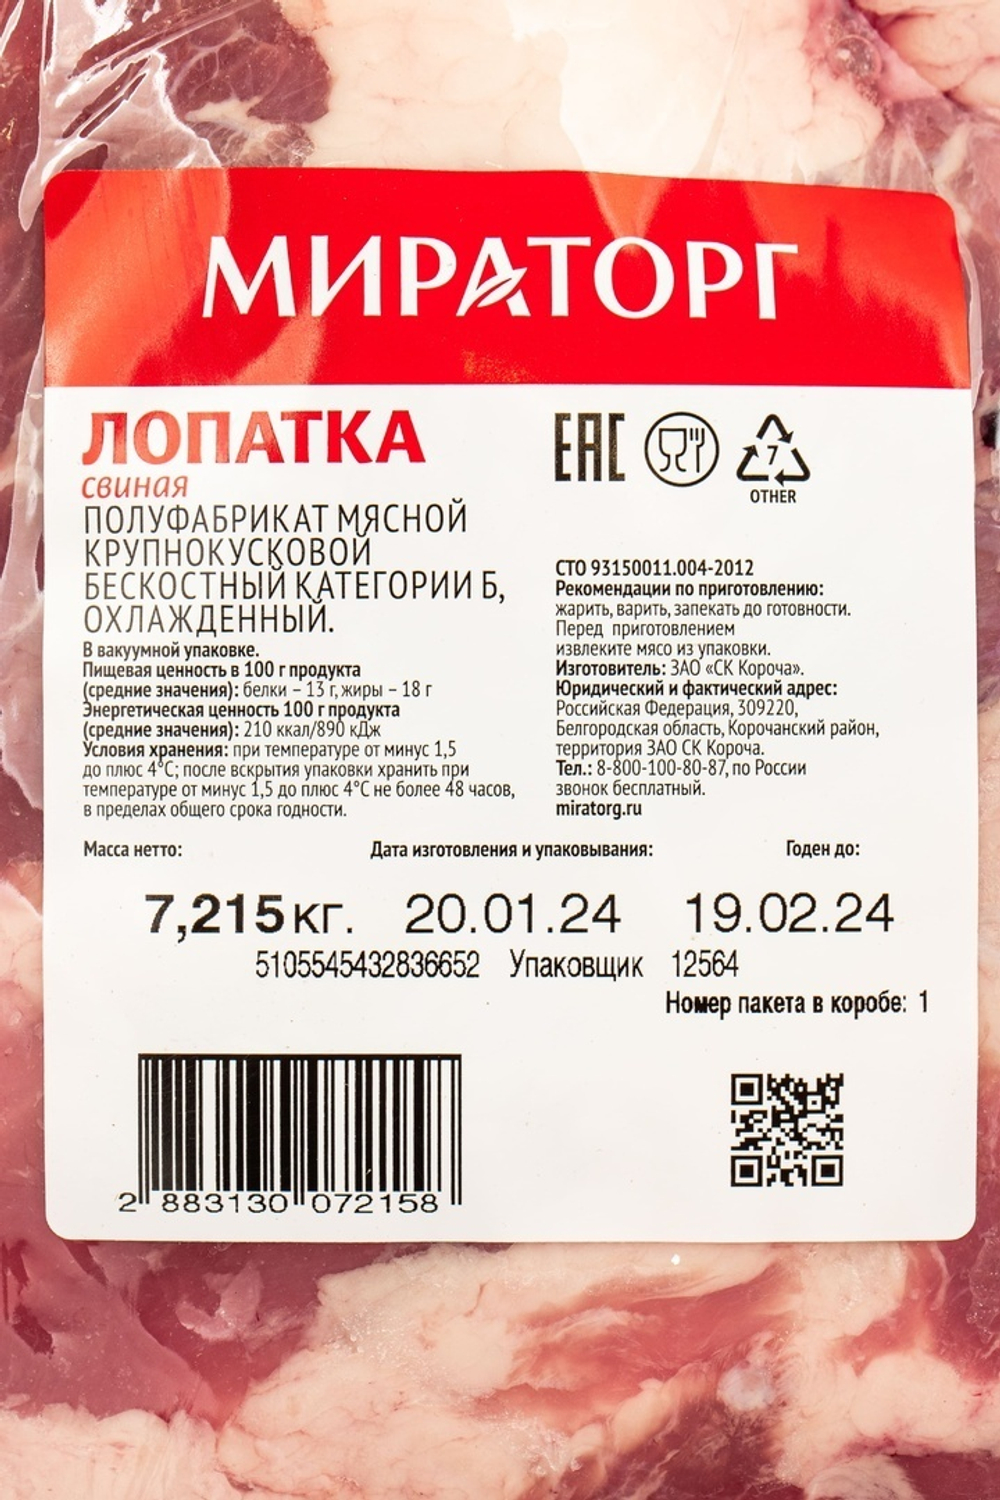 МИРАТОРГ
ЛОПАТКА
свиная
ПОЛУФАБРИКАТ МЯСНОЙ
КРУПНОКУСКОВОЙ
БЕСКОСТНЫЙ КАТЕГОРИИ Б,
ОХЛАЖДЕННЫЙ.
В вакуумной упаковке.
Пищевая ценность в 100 г продукта
(средние значения): белки – 13 г, жиры – 18 г
Энергетическая ценность 100 г продукта
(средние значения): 210 ккал/890 кДж
Условия хранения: при температуре от минус 1,5
до плюс 4°С; после вскрытия упаковки хранить при
температуре от минус 1,5 до плюс 4°С не более 48 часов,
в пределах общего срока годности.
EAC
7
OTHER
СТО 93150011.004-2012
Рекомендации по приготовлению:
жарить, варить, запекать до готовности.
Перед приготовлением
извлеките мясо из упаковки.
Изготовитель: ЗАО «СК Короча».
Юридический и фактический адрес:
Российская Федерация, 309220,
Белгородская область, Корочанский район,
территория ЗАО СК Короча.
Тел.: 8-800-100-80-87, по России
звонок бесплатный.
miratorg.ru
Масса нетто: Дата изготовления и упаковывания: Годен до:
7,215 кг. 20.01.24 19.02.24
5105545432836652 Упаковщик 12564
Номер пакета в коробе: 1
2 883130 072158